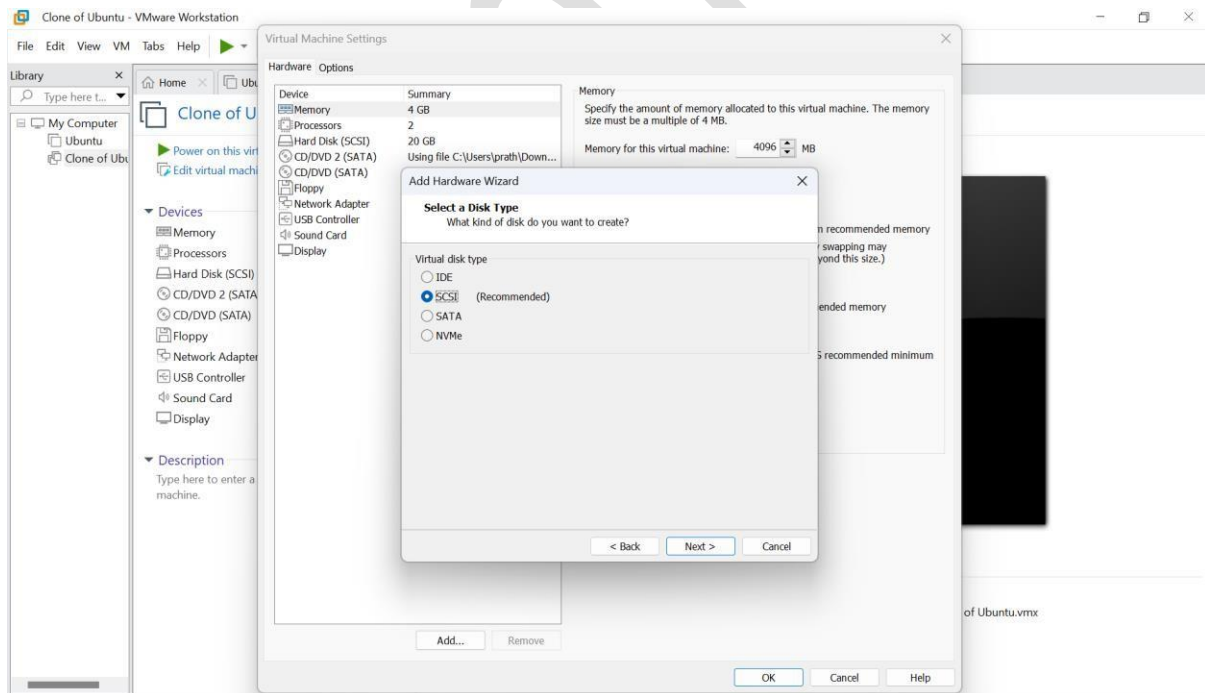 Clone of Ubuntu - VMware Workstation
File Edit View VM Tabs Help
Library
Type here t...
My Computer
Ubuntu
Clone of Ubu
Home
Ubu
Clone of U
Power on this virt
Edit virtual machi
Devices
Memory
Processors
Hard Disk (SCSI)
CD/DVD 2 (SATA
CD/DVD (SATA)
Floppy
Network Adapter
USB Controller
Sound Card
Display
Description
Type here to enter a
machine.
Virtual Machine Settings
Hardware Options
Device Summary
Memory 4 GB
Processors 2
Hard Disk (SCSI) 20 GB
CD/DVD 2 (SATA) Using file C:\Users\prath\Down...
CD/DVD (SATA)
Floppy
Network Adapter
USB Controller
Sound Card
Display
Add... Remove
Memory
Specify the amount of memory allocated to this virtual machine. The memory
size must be a multiple of 4 MB.
Memory for this virtual machine: 4096 MB
recommended memory
swapping may
yond this size.)
ended memory
S recommended minimum
Add Hardware Wizard
Select a Disk Type
What kind of disk do you want to create?
Virtual disk type
IDE
SCSI (Recommended)
SATA
NVMe
< Back Next > Cancel
OK Cancel Help
of Ubuntu.vmx